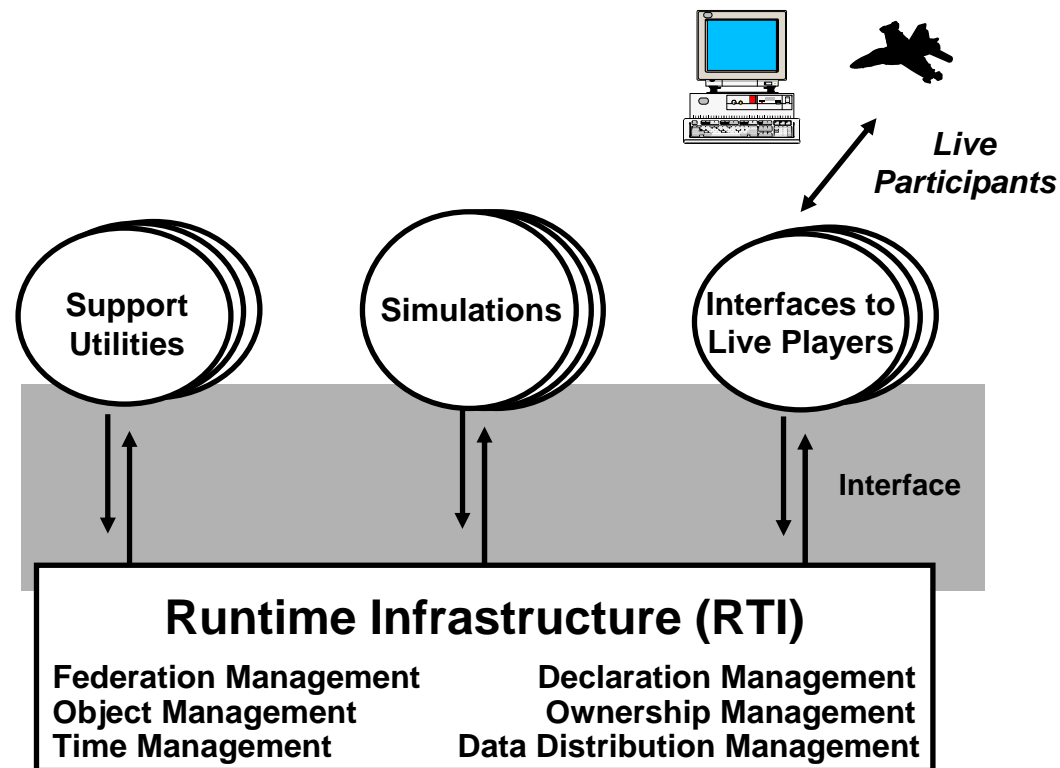 Live
Participants
Support
Utilities
Simulations
Interfaces to
Live Players
Interface
Runtime Infrastructure (RTI)
Federation Management
Declaration Management
Object Management
Ownership Management
Time Management
Data Distribution Management